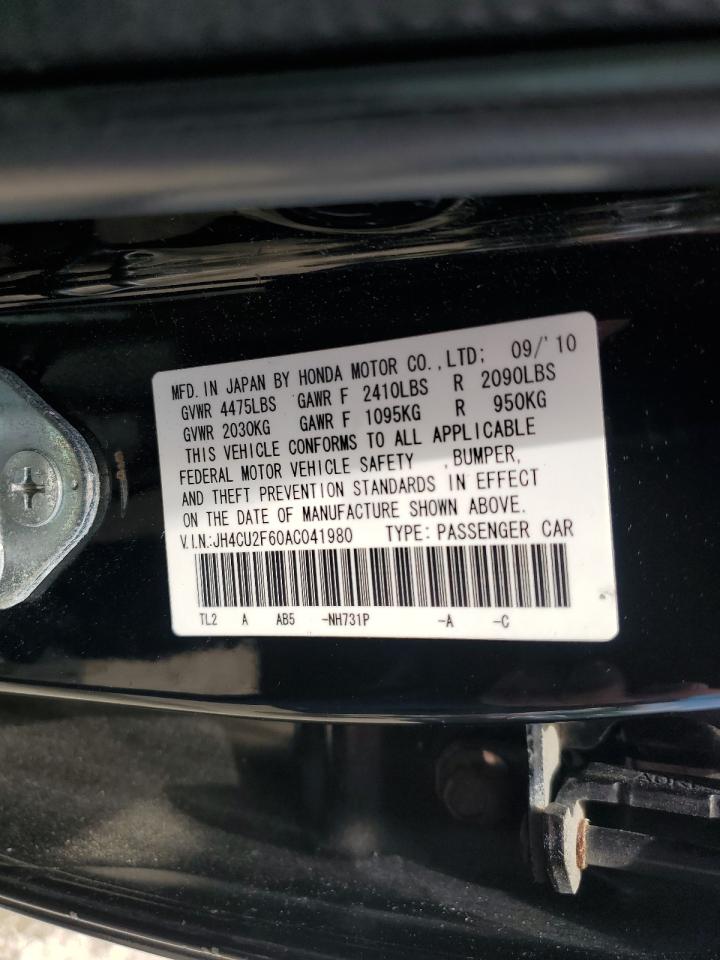 MFD. IN JAPAN BY HONDA MOTOR CO.,LTD; 09/'10
GVWR 4475LBS GAWR F 2410LBS R 2090LBS
GVWR 2030KG GAWR F 1095KG R 950KG
THIS VEHICLE CONFORMS TO ALL APPLICABLE
FEDERAL MOTOR VEHICLE SAFETY ,BUMPER,
AND THEFT PREVENTION STANDARDS IN EFFECT
ON THE DATE OF MANUFACTURE SHOWN ABOVE.
V.I.N.:JH4CU2F60AC041980 TYPE: PASSENGER CAR
TL2 A AB5 -NH731P -A -C